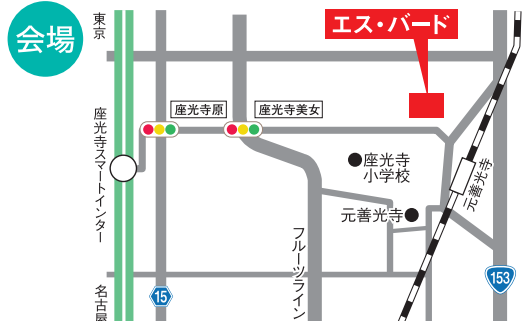 会場
東京
エス・バード
座光寺原
座光寺美女
座光寺スマートインター
座光寺
小学校
元善光寺
元善光寺
フルーツライン
153
15
名古屋